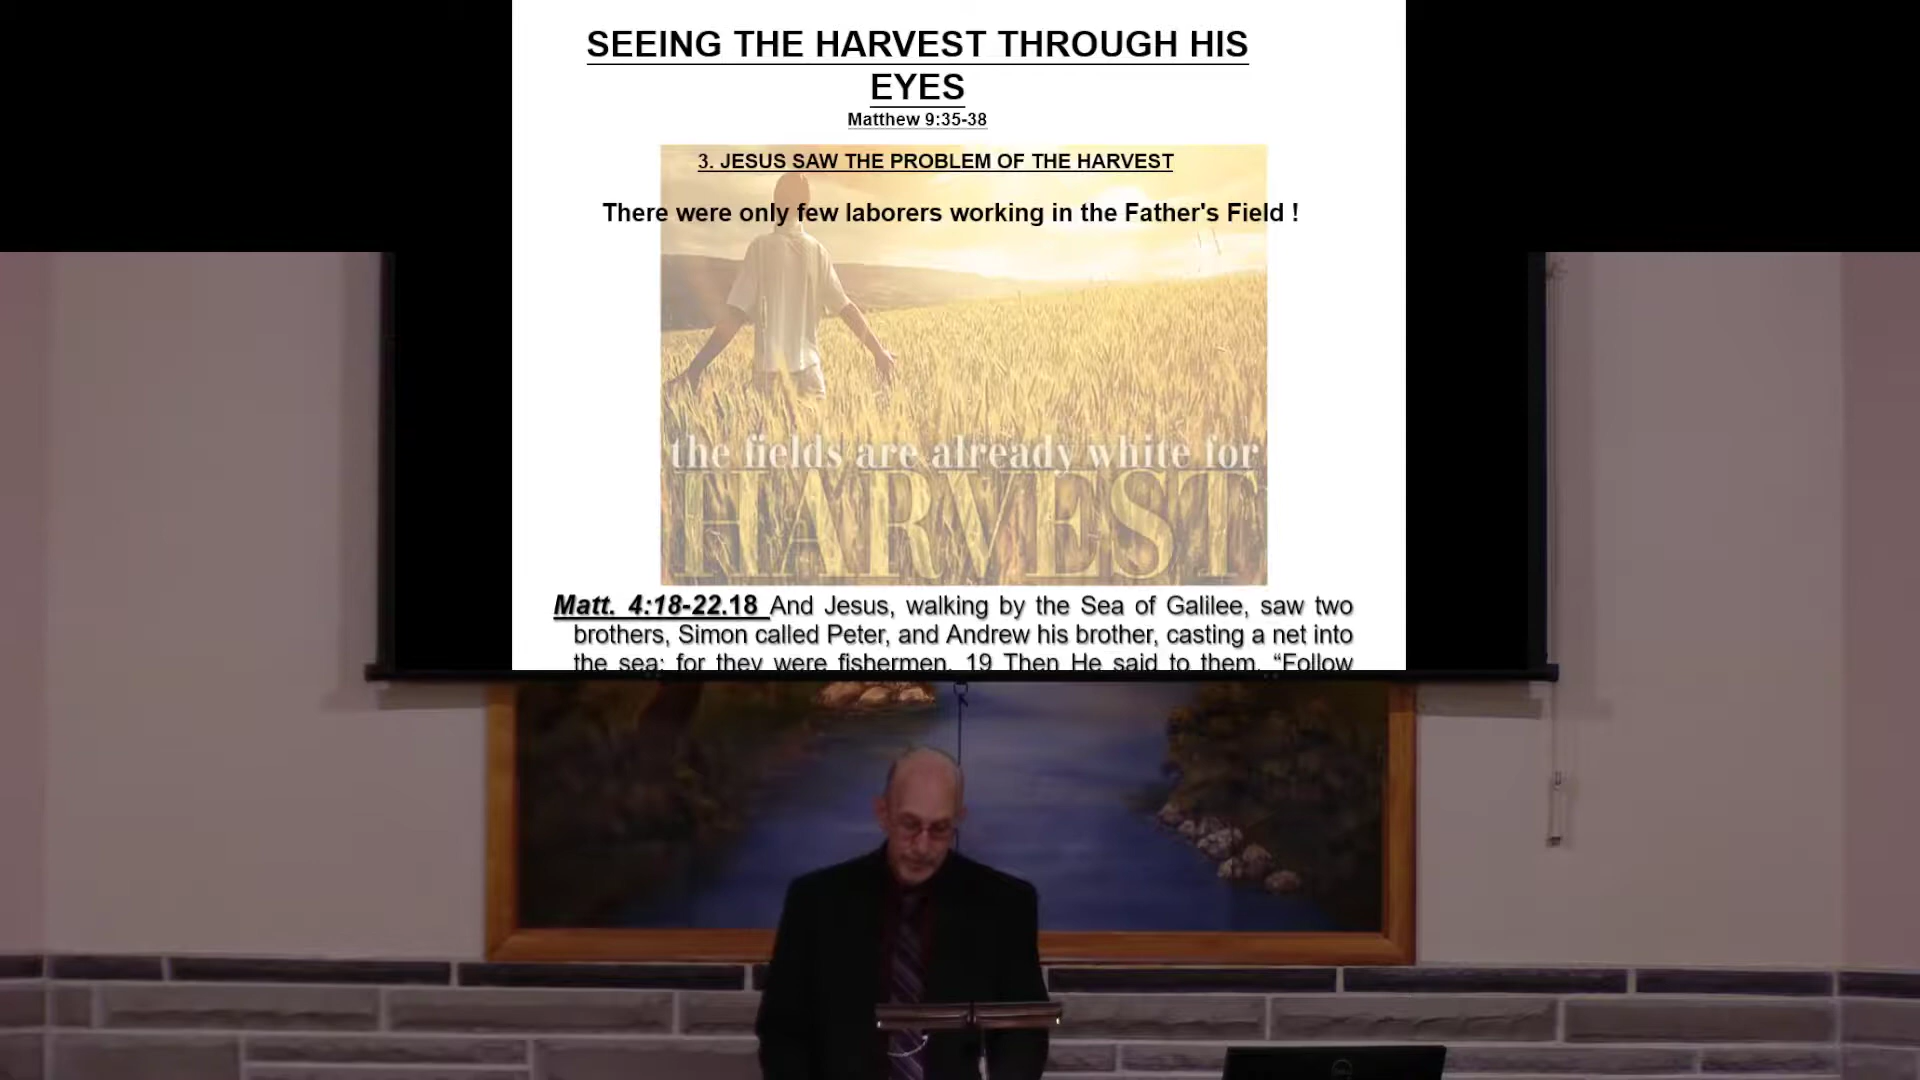 SEEING THE HARVEST THROUGH HIS
EYES
Matthew 9:35-38
3. JESUS SAW THE PROBLEM OF THE HARVEST
There were only few laborers working in the Father's Field !
the fields are already white for
HARVEST
Matt. 4:18-22.18 And Jesus, walking by the Sea of Galilee, saw two
brothers, Simon called Peter, and Andrew his brother, casting a net into
the sea; for they were fishermen. 19 Then He said to them, “Follow
DELL